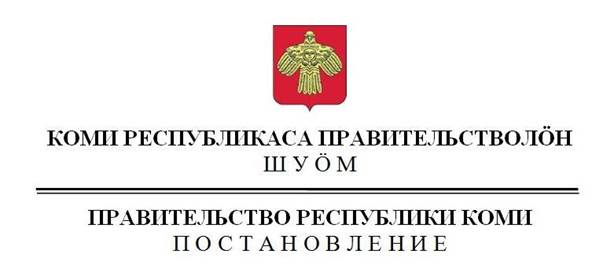 КОМИ РЕСПУБЛИКАСА ПРАВИТЕЛЬСТВОЛÖН
ШУÖМ
ПРАВИТЕЛЬСТВО РЕСПУБЛИКИ КОМИ
ПОСТАНОВЛЕНИЕ